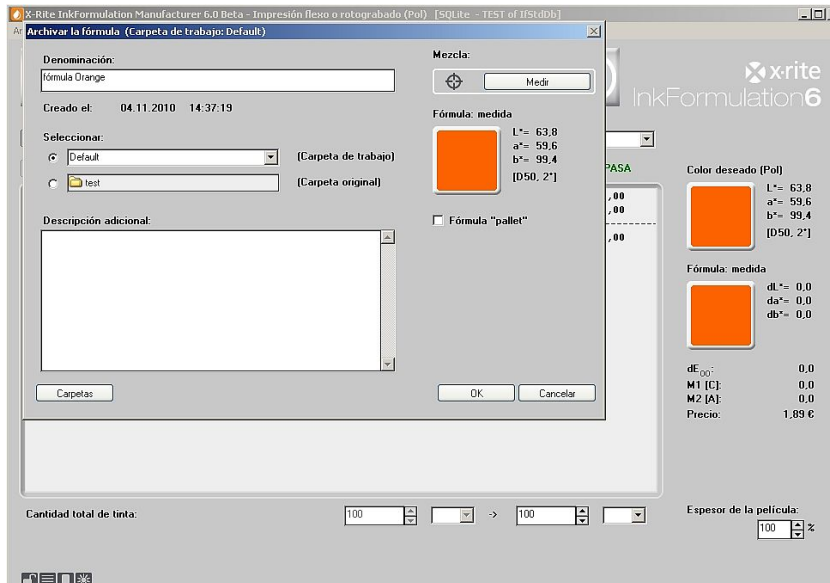 X-Rite InkFormulation Manufacturer 6.0 Beta - Impresión flexo o rotograbado (Pol) [SQLite - TEST of IfStdDb]
Archivar la fórmula (Carpeta de trabajo: Default)
Denominación:
fórmula Orange
Creado el: 04.11.2010 14:37:19
Seleccionar:
Default
(Carpeta de trabajo)
test
(Carpeta original)
Descripción adicional:
Carpetas
Mezcla:
Medir
Fórmula: medida
L*= 63,8
a*= 59,6
b*= 99,4
[D50, 2°]
Fórmula "pallet"
OK
Cancelar
x·rite
InkFormulation6
PASA
,00
,00
,00
Color deseado (Pol)
L*= 63,8
a*= 59,6
b*= 99,4
[D50, 2°]
Fórmula: medida
dL*= 0,0
da*= 0,0
db*= 0,0
dE00: 0,0
M1 [C]: 0,0
M2 [A]: 0,0
Precio: 1,89 €
Cantidad total de tinta:
100
->
100
Espesor de la película:
100 %